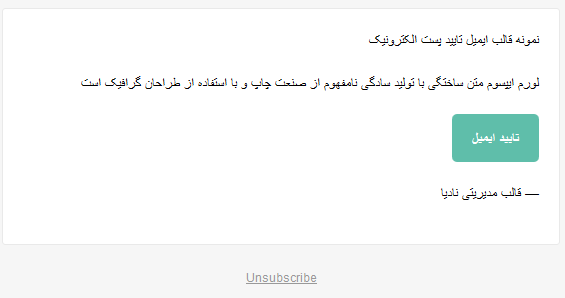 نمونه قالب ایمیل تایید پست الکترونیک
لورم ایپسوم متن ساختگی با تولید سادگی نامفهوم از صنعت چاپ و با استفاده از طراحان گرافیک است
تایید ایمیل
— قالب مدیریتی نادیا
Unsubscribe